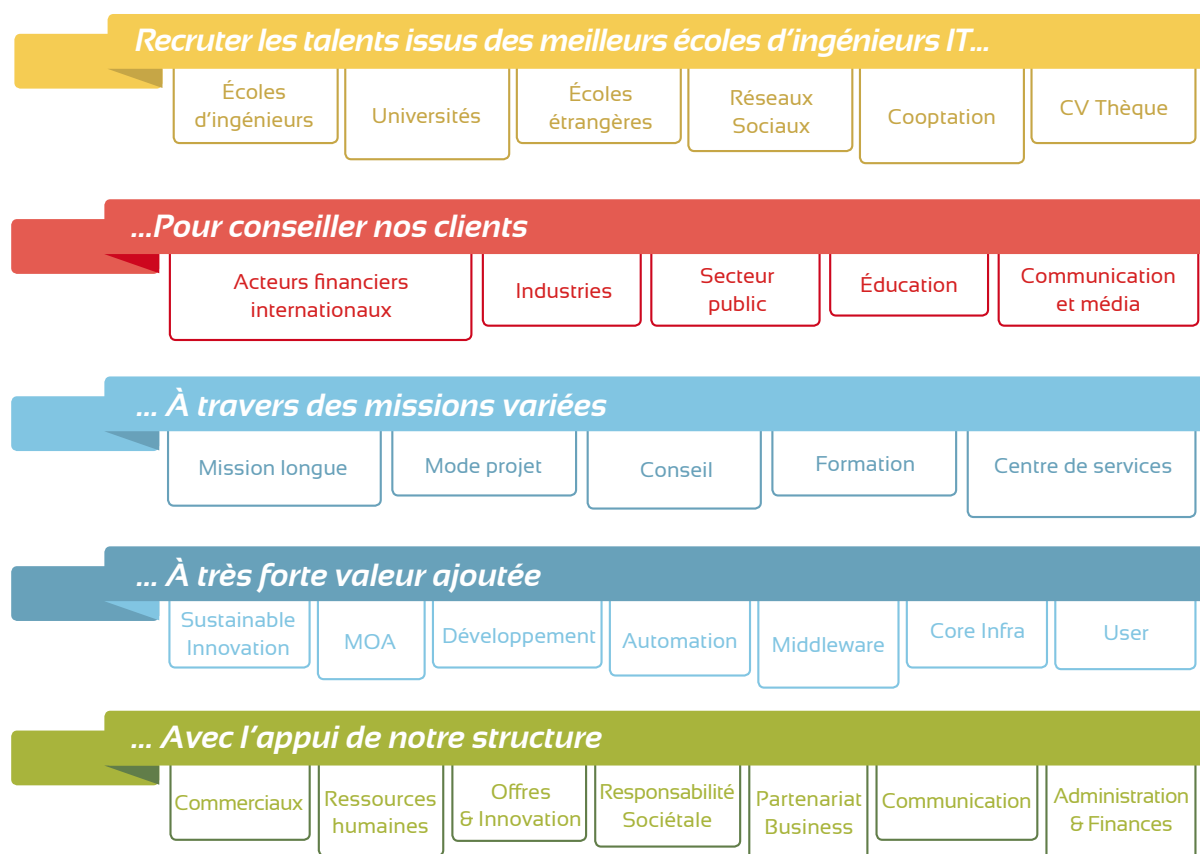 Recruter les talents issus des meilleurs écoles d'ingénieurs IT...
Écoles
d'ingénieurs
Universités
Écoles
étrangères
Réseaux
Sociaux
Cooptation
CV Thèque
...Pour conseiller nos clients
Acteurs financiers
internationaux
Industries
Secteur
public
Éducation
Communication
et média
... À travers des missions variées
Mission longue
Mode projet
Conseil
Formation
Centre de services
... À très forte valeur ajoutée
Sustainable
Innovation
MOA
Développement
Automation
Middleware
Core Infra
User
... Avec l'appui de notre structure
Commerciaux
Ressources
humaines
Offres
& Innovation
Responsabilité
Sociétale
Partenariat
Business
Communication
Administration
& Finances